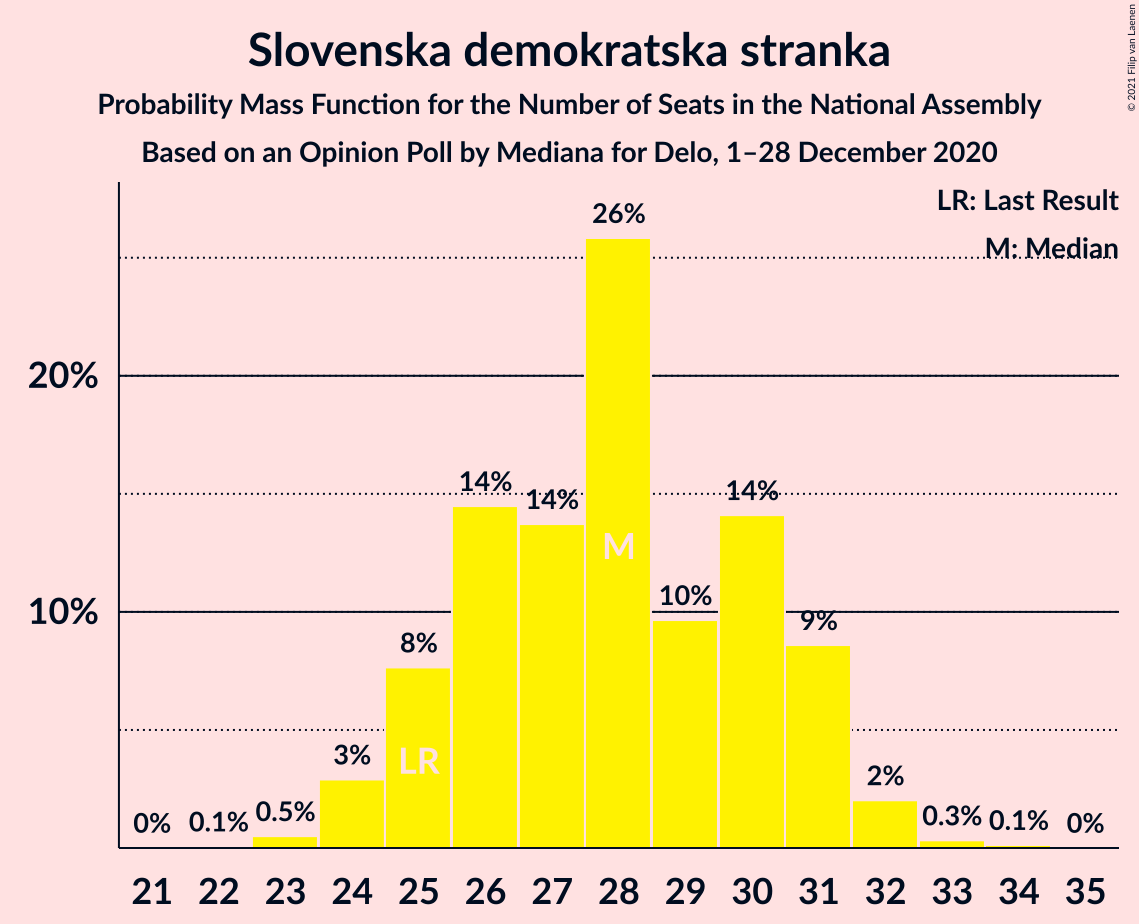 Slovenska demokratska stranka
Probability Mass Function for the Number of Seats in the National Assembly
Based on an Opinion Poll by Mediana for Delo, 1–28 December 2020
© 2021 Filip van Laenen
LR: Last Result
M: Median
20%
10%
0%
0.1%
0.5%
3%
8%
14%
14%
26%
10%
14%
9%
2%
0.3%
0.1%
0%
LR
M
21 22 23 24 25 26 27 28 29 30 31 32 33 34 35